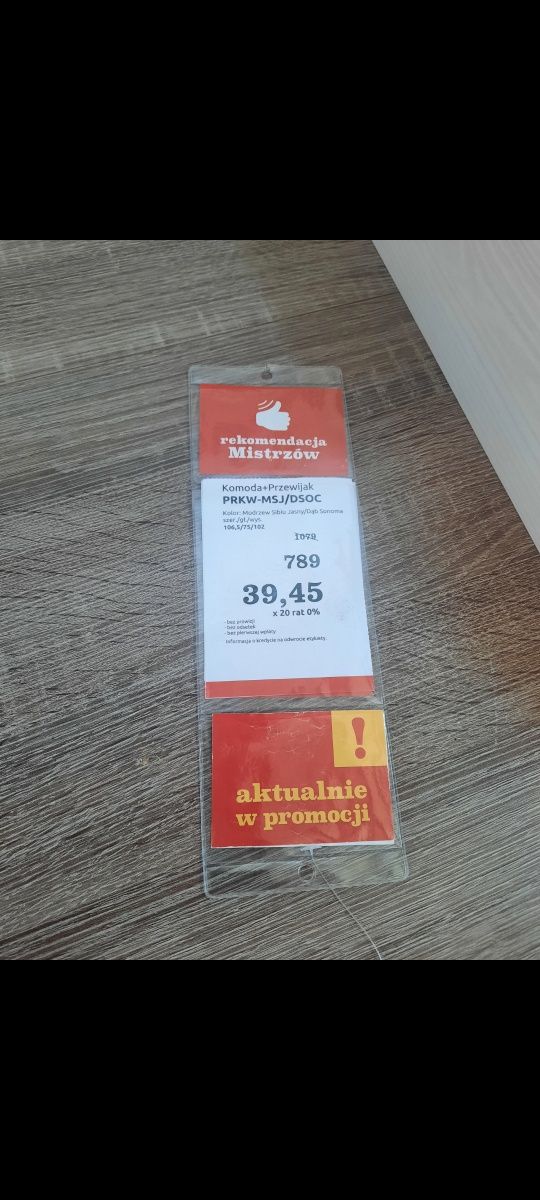 rekomendacja
Mistrzów
Komoda+Przewijak
PRKW-MSJ/DSOC
Kolor: Modrzew Sibiu Jasny/Dąb Sonoma
szer./gł./wys.
106,5/75/102
1079
789
39,45
x 20 rat 0%
- bez prowizji
- bez odsetek
- bez pierwszej wpłaty
Informacja o kredycie na odwrocie etykiety.
!
aktualnie
w promocji